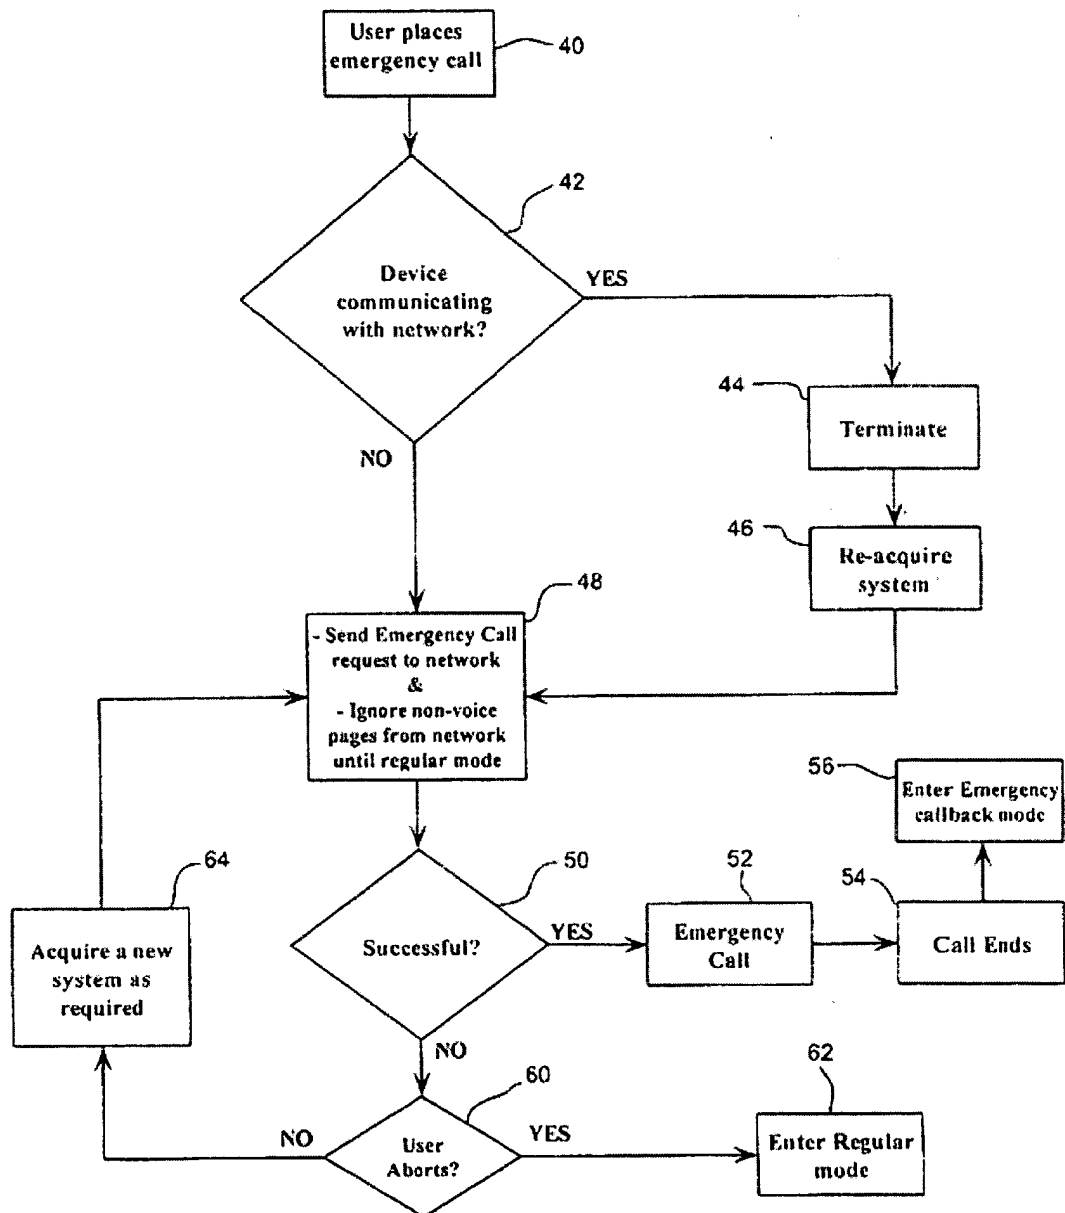 User places
emergency call
40
42
Device
communicating
with network?
YES
NO
44
Terminate
46
Re-acquire
system
48
- Send Emergency Call
request to network
&
- Ignore non-voice
pages from network
until regular mode
56
Enter Emergency
callback mode
64
Acquire a new
system as
required
50
Successful?
YES
NO
52
Emergency
Call
54
Call Ends
60
User
Aborts?
NO
YES
62
Enter Regular
mode